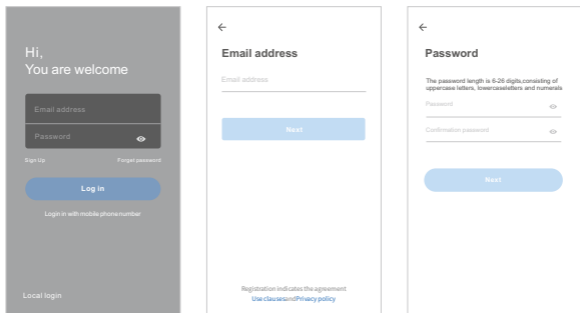 Hi,
You are welcome
Email address
Password
Sign Up
Forget password
Log in
Login in with mobile phone number
Local login
Email address
Email address
Next
Registration indicates the agreement
Use clausesandPrivacy policy
Password
The password length is 6-26 digits,consisting of
uppercase letters, lowercaseletters and numerals
Password
Confirmation password
Next